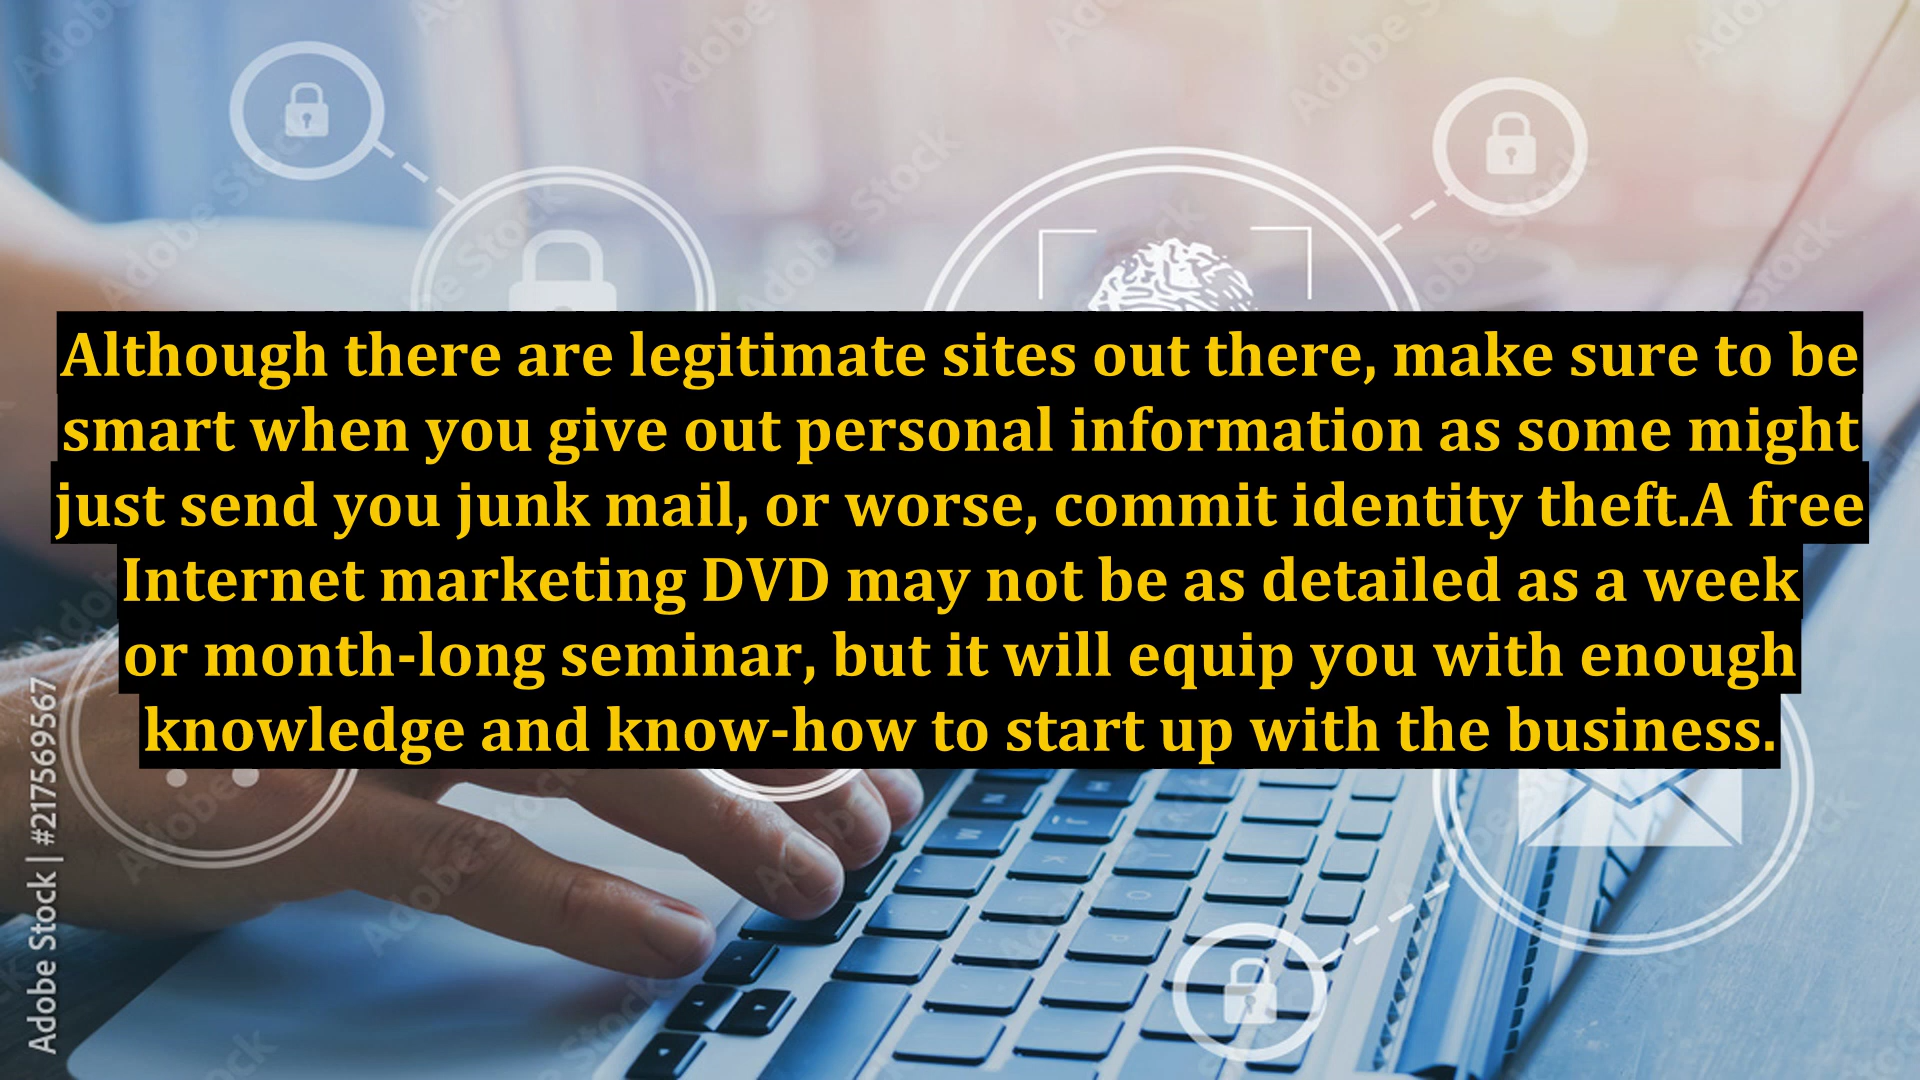 Although there are legitimate sites out there, make sure to be
smart when you give out personal information as some might
just send you junk mail, or worse, commit identity theft.A free
Internet marketing DVD may not be as detailed as a week
or month-long seminar, but it will equip you with enough
knowledge and know-how to start up with the business.
Adobe Stock | #217569567